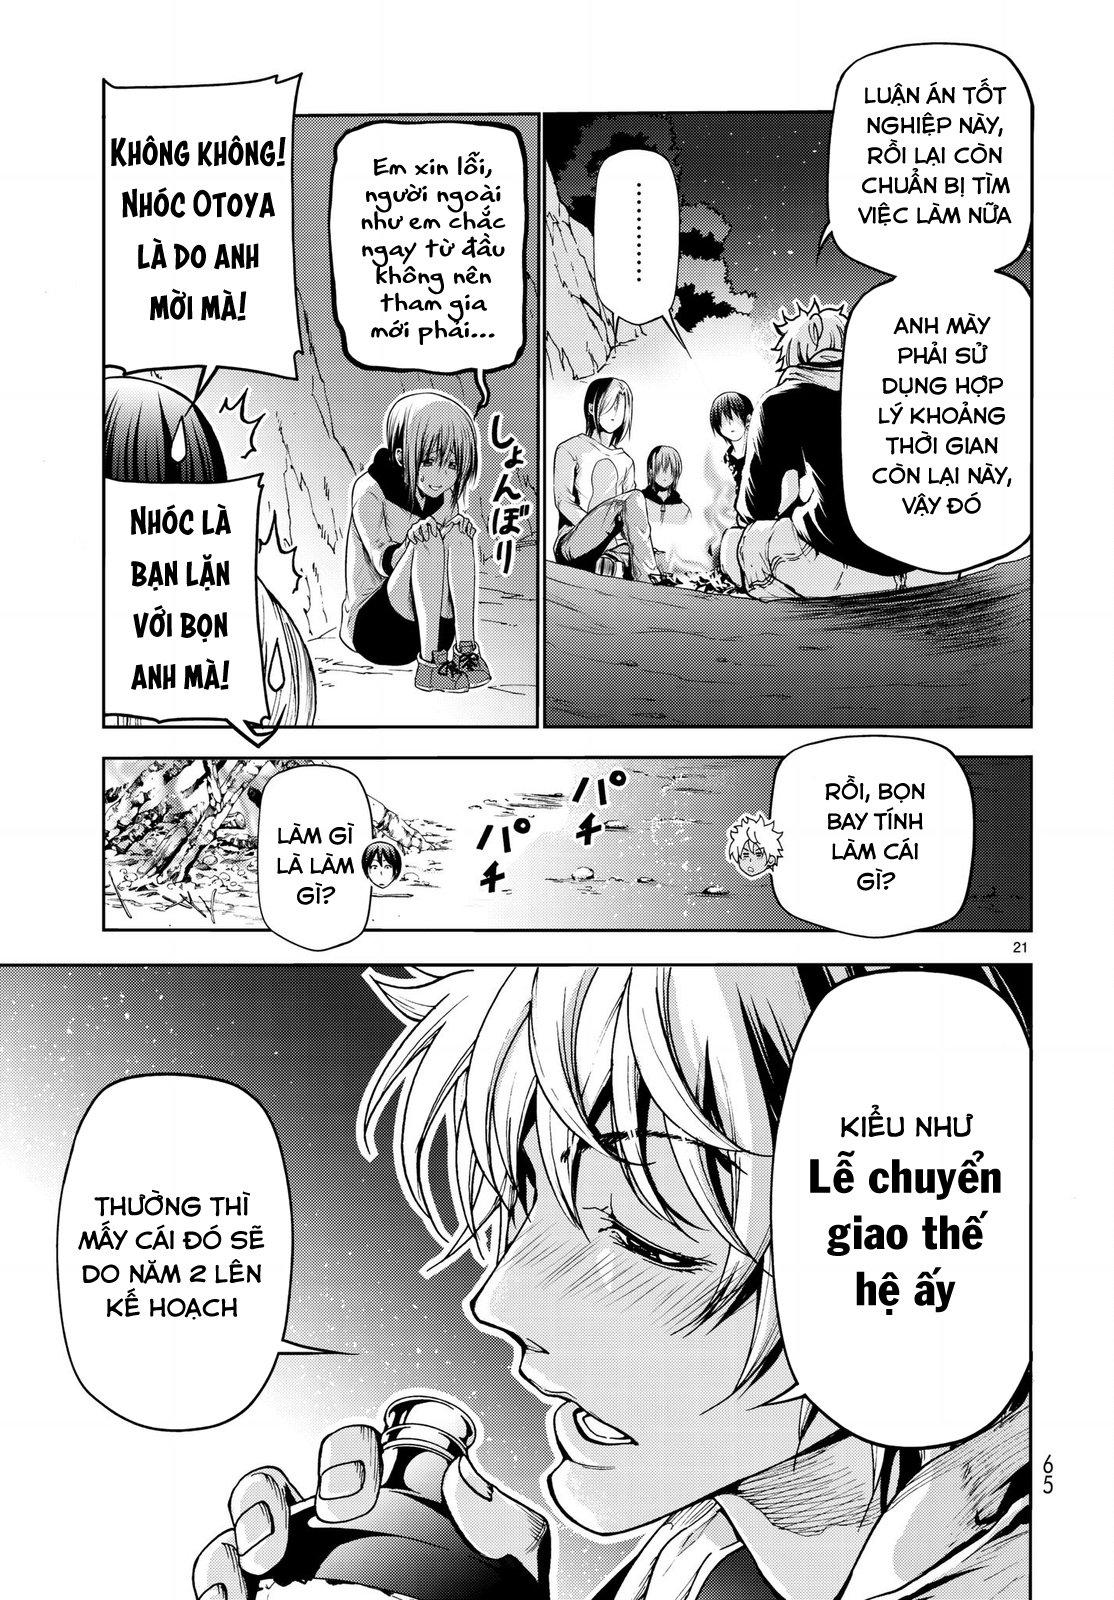 LUẬN ÁN TỐT
NGHIỆP NÀY,
RỒI LẠI CÒN
CHUẨN BỊ TÌM
VIỆC LÀM NỮA
ANH MÀY
PHẢI SỬ
DỤNG HỢP
LÝ KHOẢNG
THỜI GIAN
CÒN LẠI NÀY,
VẬY ĐÓ
.........
Em xin lỗi,
người ngoài
như em chắc
ngay từ đầu
không nên
tham gia
mới phải...
しょんぼり
KHÔNG KHÔNG!
NHÓC OTOYA
LÀ DO ANH
MỜI MÀ!
NHÓC LÀ
BẠN LẶN
VỚI BỌN
ANH MÀ!
RỒI, BỌN
BAY TÍNH
LÀM CÁI
GÌ?
パチ
パチ
LÀM GÌ
LÀ LÀM
GÌ?
21
KIỂU NHƯ
Lễ chuyển
giao thế
hệ ấy
THƯỜNG THÌ
MẤY CÁI ĐÓ SẼ
DO NĂM 2 LÊN
KẾ HOẠCH
65